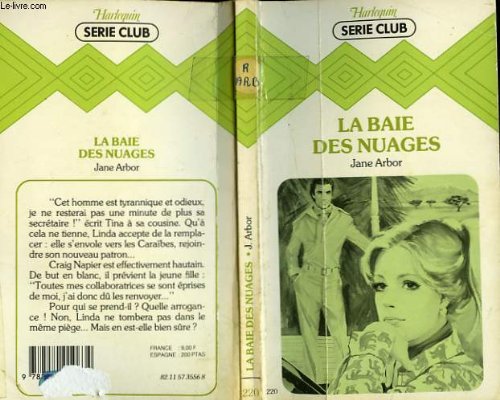 Le-livre.com
Harlequin
SERIE CLUB
LA BAIE
DES NUAGES
Jane Arbor
"Cet homme est tyrannique et odieux,
je ne resterai pas une minute de plus sa
secrétaire !" écrit Tina à sa cousine. Qu'à
cela ne tienne, Linda accepte de la rempla-
cer : elle s'envole vers les Caraïbes, rejoin-
dre son nouveau patron...
Craig Napier est effectivement hautain.
De but en blanc, il prévient la jeune fille :
"Toutes mes collaboratrices se sont éprises
de moi, j'ai donc dû les renvoyer..."
Pour qui se prend-il ? Quelle arrogan-
ce ! Non, Linda ne tombera pas dans le
même piège... Mais en est-elle bien sûre ?
FRANCE : 9,00 F
ESPAGNE : 200 PTAS
9 78
82.11.57.3556 8
R
ARB
LA BAIE DES NUAGES • J. Arbor
220
Harlequin
SERIE CLUB
LA BAIE
DES NUAGES
Jane Arbor
220